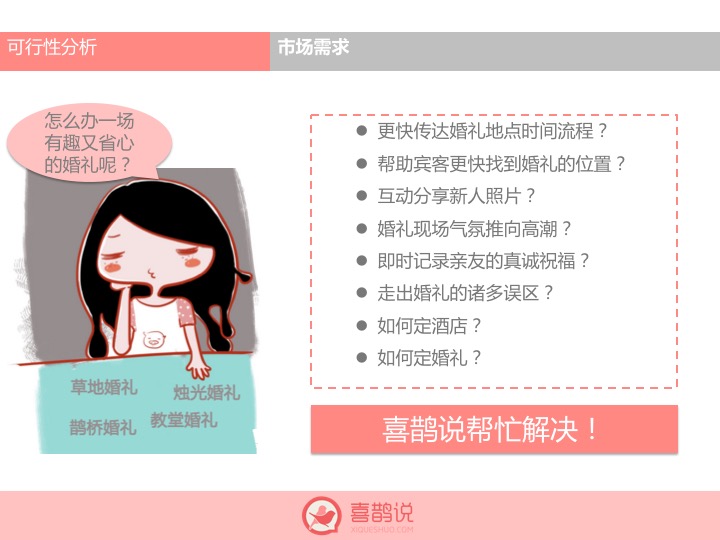 可行性分析
市场需求
怎么办一场
有趣又省心
的婚礼呢？
● 更快传达婚礼地点时间流程？
● 帮助宾客更快找到婚礼的位置？
● 互动分享新人照片？
● 婚礼现场气氛推向高潮？
● 即时记录亲友的真诚祝福？
● 走出婚礼的诸多误区？
● 如何定酒店？
● 如何定婚礼？
草地婚礼
烛光婚礼
鹊桥婚礼
教堂婚礼
喜鹊说帮忙解决！
喜鹊说
XIQUESHUO.COM